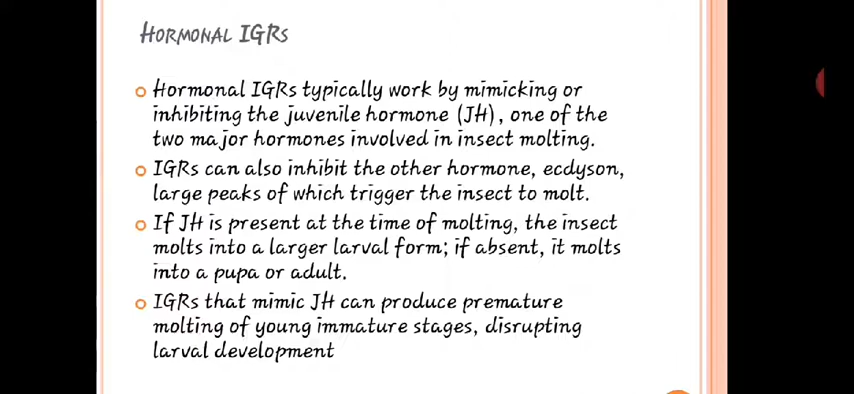 HORMONAL IGRS
Hormonal IGRs typically work by mimicking or
inhibiting the juvenile hormone (JH), one of the
two major hormones involved in insect molting.
IGRs can also inhibit the other hormone, ecdyson,
large peaks of which trigger the insect to molt.
If JH is present at the time of molting, the insect
molts into a larger larval form; if absent, it molts
into a pupa or adult.
IGRs that mimic JH can produce premature
molting of young immature stages, disrupting
larval development